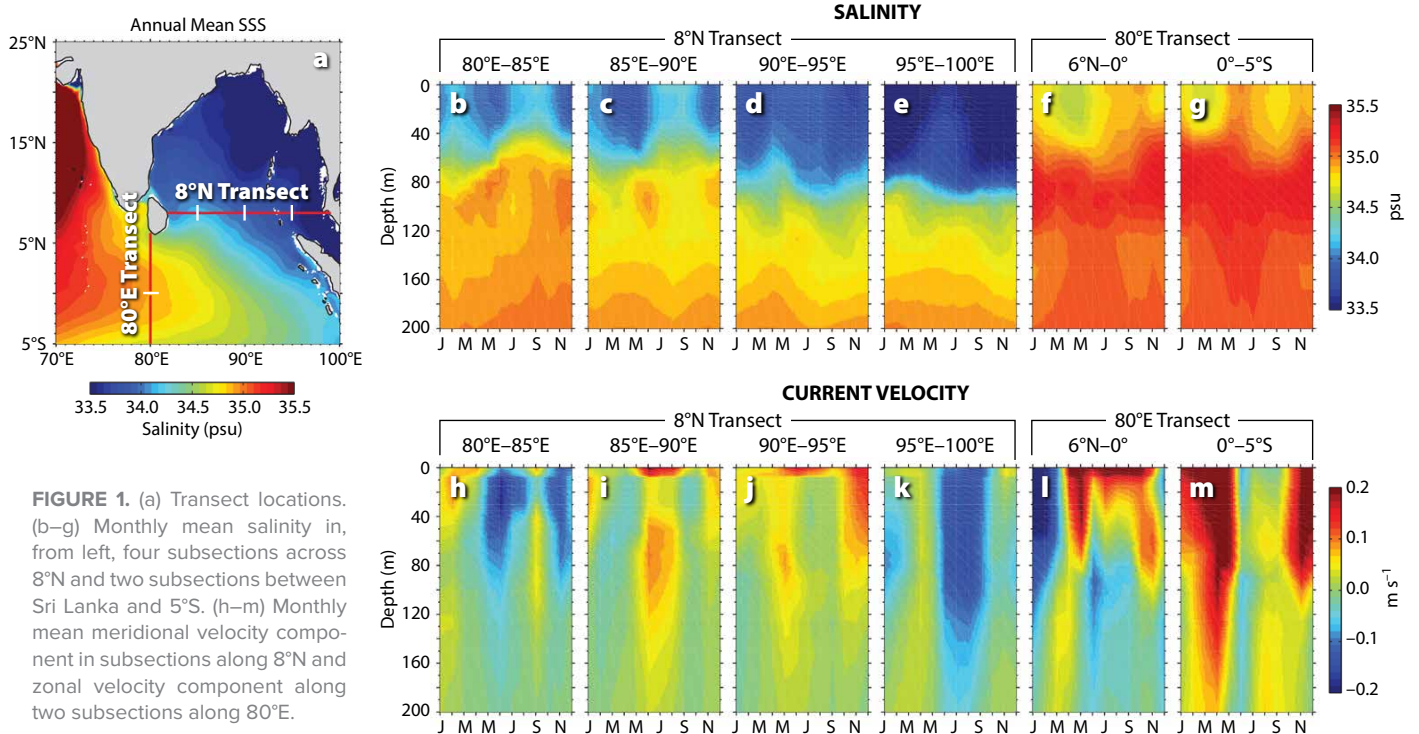 Annual Mean SSS
25°N
15°N
5°N
5°S
70°E 80°E 90°E 100°E
a
8°N Transect
80°E Transect
33.5 34.0 34.5 35.0 35.5
Salinity (psu)
FIGURE 1. (a) Transect locations.
(b–g) Monthly mean salinity in,
from left, four subsections across
8°N and two subsections between
Sri Lanka and 5°S. (h–m) Monthly
mean meridional velocity compo-
nent in subsections along 8°N and
zonal velocity component along
two subsections along 80°E.
SALINITY
8°N Transect 80°E Transect
80°E–85°E 85°E–90°E 90°E–95°E 95°E–100°E 6°N–0° 0°–5°S
b c d e f g
0
40
80
120
160
200
Depth (m)
J M M J S N J M M J S N J M M J S N J M M J S N J M M J S N J M M J S N
35.5
35.0
34.5
34.0
33.5
psu
CURRENT VELOCITY
8°N Transect 80°E Transect
80°E–85°E 85°E–90°E 90°E–95°E 95°E–100°E 6°N–0° 0°–5°S
h i j k l m
0
40
80
120
160
200
Depth (m)
J M M J S N J M M J S N J M M J S N J M M J S N J M M J S N J M M J S N
0.2
0.1
0.0
−0.1
−0.2
m s⁻¹